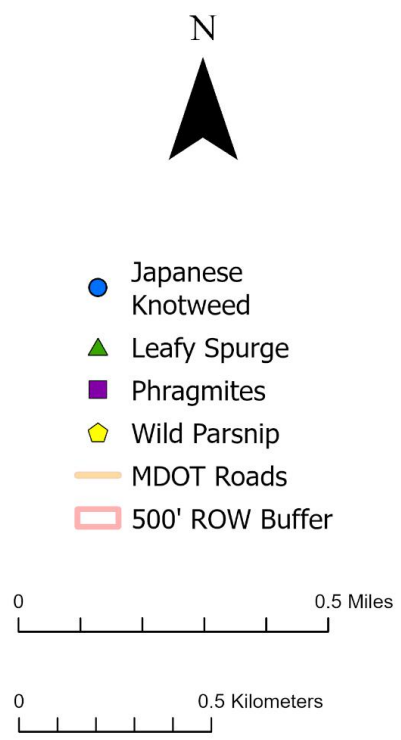 N
Japanese
Knotweed
Leafy Spurge
Phragmites
Wild Parsnip
MDOT Roads
500' ROW Buffer
0 0.5 Miles
0 0.5 Kilometers